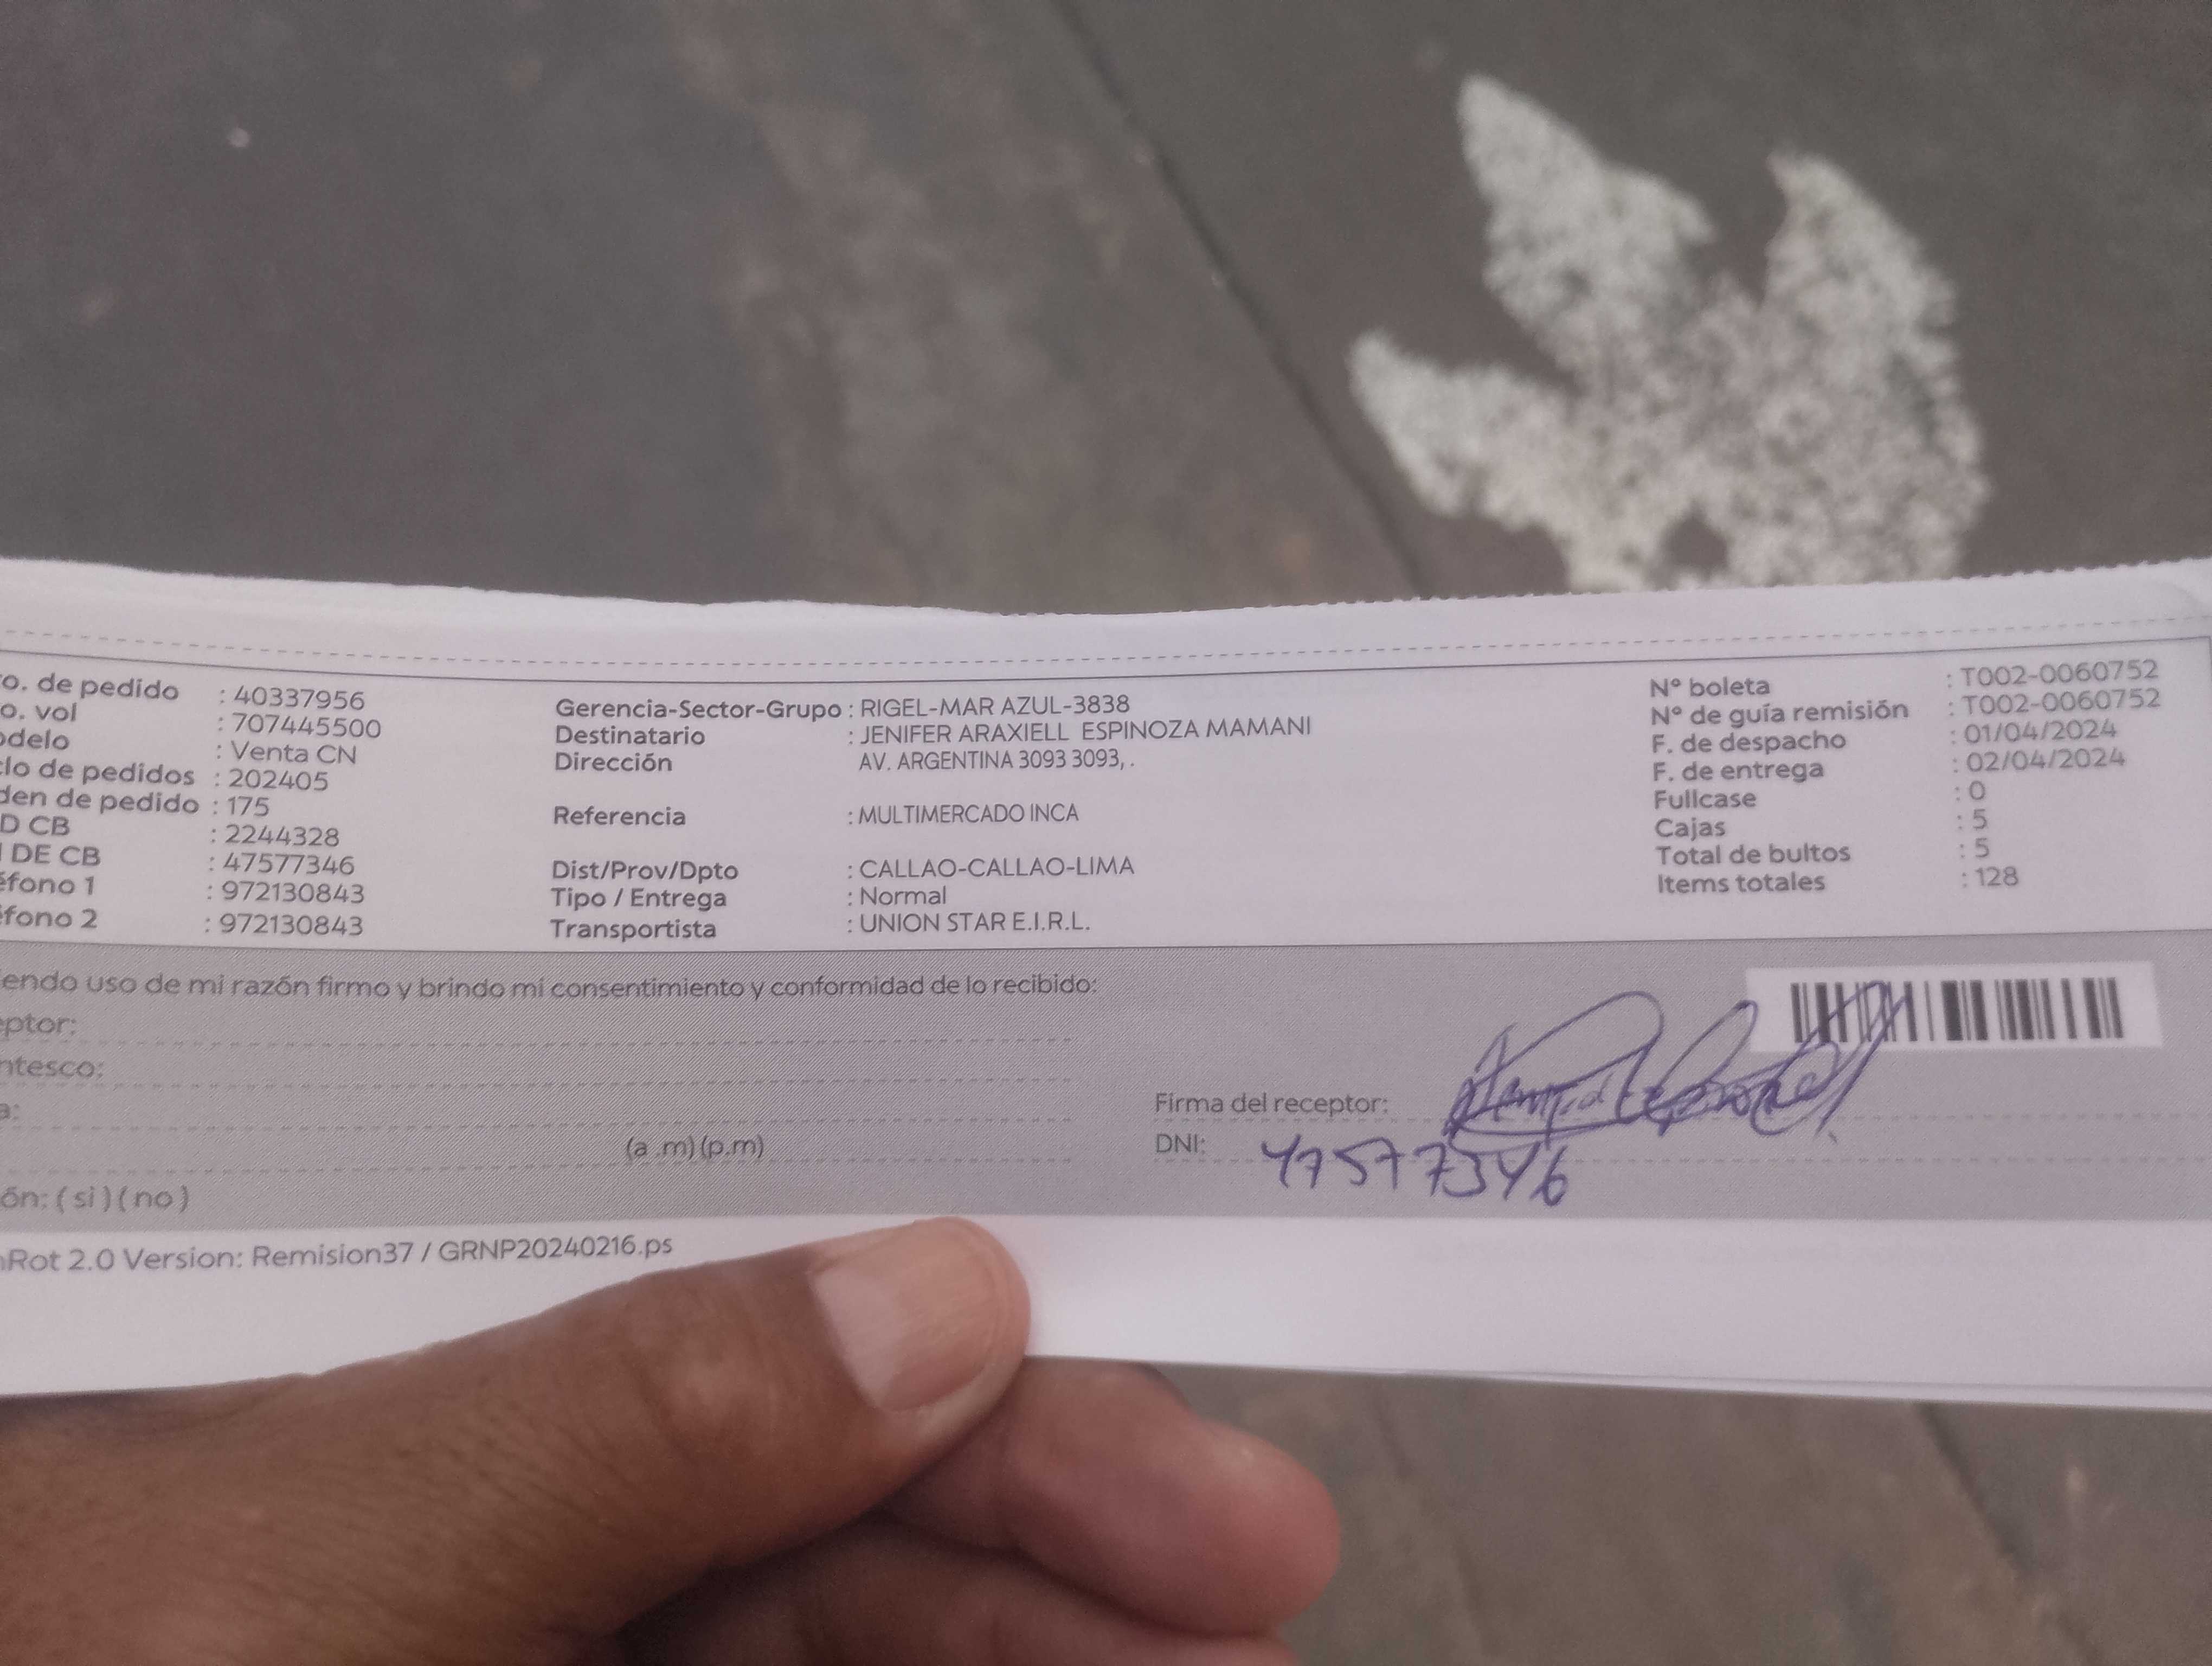 o. de pedido : 40337956
o. vol : 707445500
odelo : Venta CN
lo de pedidos : 202405
den de pedido : 175
D CB : 2244328
I DE CB : 47577346
éfono 1 : 972130843
éfono 2 : 972130843
Gerencia-Sector-Grupo : RIGEL-MAR AZUL-3838
Destinatario : JENIFER ARAXIELL ESPINOZA MAMANI
Dirección AV. ARGENTINA 3093 3093, .
Referencia : MULTIMERCADO INCA
Dist/Prov/Dpto : CALLAO-CALLAO-LIMA
Tipo / Entrega : Normal
Transportista : UNION STAR E.I.R.L.
Nº boleta : T002-0060752
Nº de guía remisión : T002-0060752
F. de despacho : 01/04/2024
F. de entrega : 02/04/2024
Fullcase : 0
Cajas : 5
Total de bultos : 5
Items totales : 128
endo uso de mi razón firmo y brindo mi consentimiento y conformidad de lo recibido:
eptor:
ntesco:
a:
(a .m) (p.m)
ón: ( si ) ( no )
Firma del receptor:
DNI: 47577346
nRot 2.0 Version: Remision37 / GRNP20240216.ps